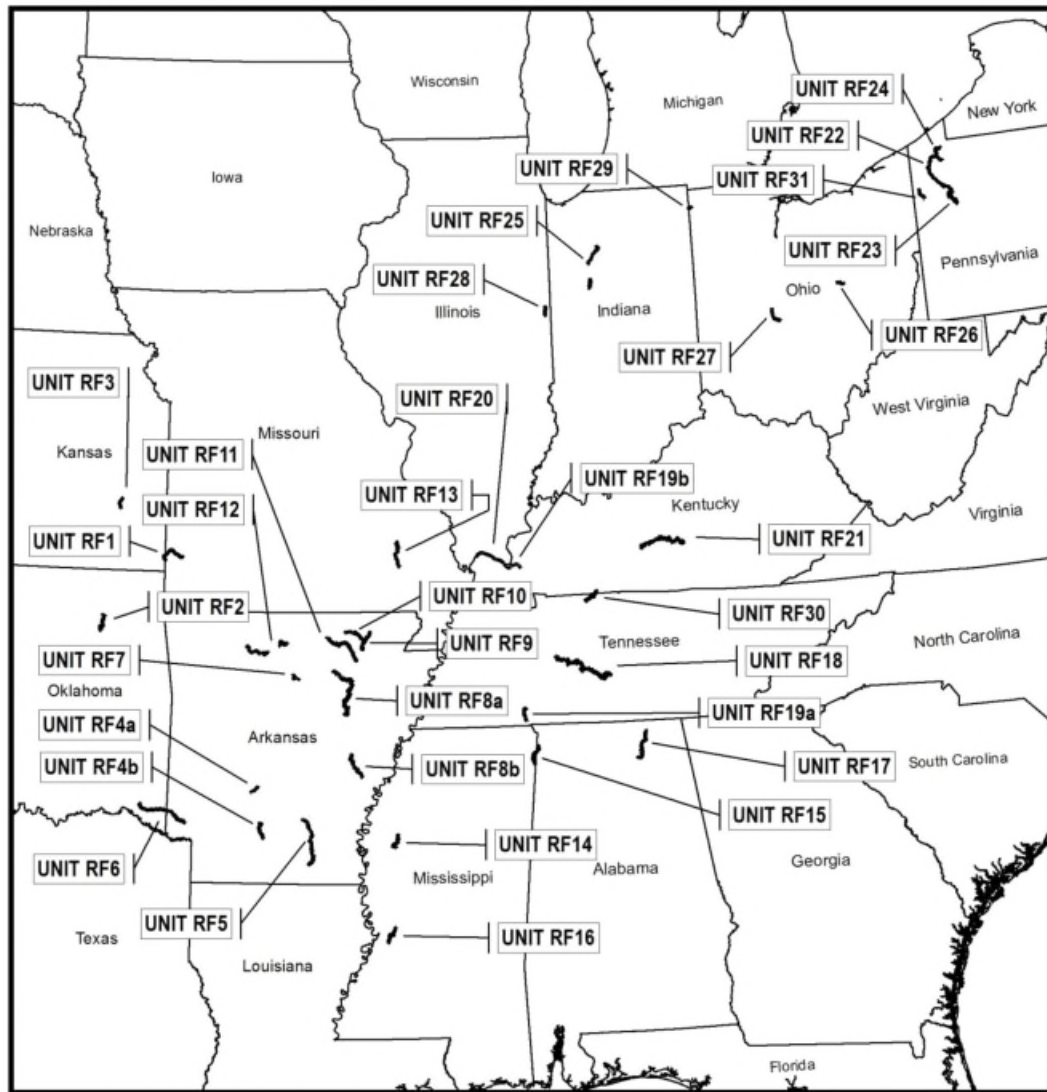 Wisconsin
Michigan
UNIT RF24
New York
UNIT RF22
UNIT RF29
UNIT RF31
Iowa
UNIT RF25
Nebraska
UNIT RF23
Pennsylvania
UNIT RF28
Illinois
Indiana
Ohio
UNIT RF26
UNIT RF27
UNIT RF3
UNIT RF20
West Virginia
Missouri
Kansas
UNIT RF11
UNIT RF19b
UNIT RF13
Kentucky
UNIT RF12
Virginia
UNIT RF1
UNIT RF21
UNIT RF10
UNIT RF2
UNIT RF30
UNIT RF9
Tennessee
North Carolina
UNIT RF7
UNIT RF18
Oklahoma
UNIT RF8a
UNIT RF19a
UNIT RF4a
Arkansas
UNIT RF4b
UNIT RF8b
UNIT RF17
South Carolina
UNIT RF15
UNIT RF14
UNIT RF6
Mississippi
Alabama
Georgia
UNIT RF5
Texas
UNIT RF16
Louisiana
Florida